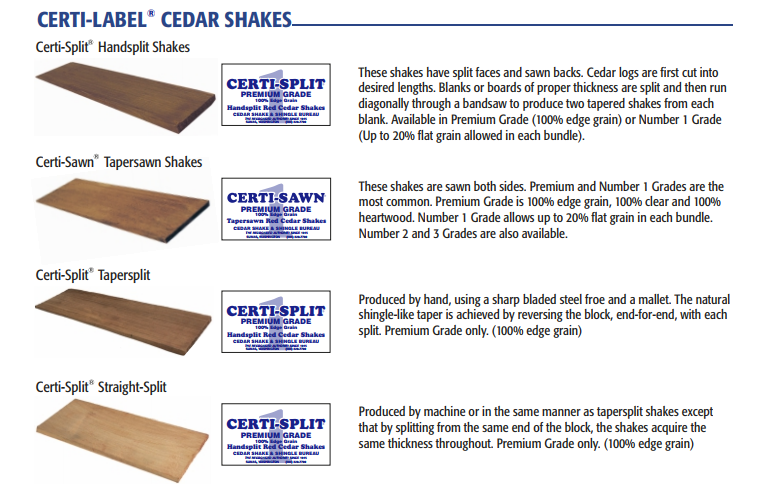 CERTI-LABEL® CEDAR SHAKES
Certi-Split® Handsplit Shakes
CERTI-SPLIT
PREMIUM GRADE
100% Edge Grain
Handsplit Red Cedar Shakes
CEDAR SHAKE & SHINGLE BUREAU
These shakes have split faces and sawn backs. Cedar logs are first cut into
desired lengths. Blanks or boards of proper thickness are split and then run
diagonally through a bandsaw to produce two tapered shakes from each
blank. Available in Premium Grade (100% edge grain) or Number 1 Grade
(Up to 20% flat grain allowed in each bundle).
Certi-Sawn® Tapersawn Shakes
CERTI-SAWN
PREMIUM GRADE
100% Edge Grain
Tapersawn Red Cedar Shakes
CEDAR SHAKE & SHINGLE BUREAU
These shakes are sawn both sides. Premium and Number 1 Grades are the
most common. Premium Grade is 100% edge grain, 100% clear and 100%
heartwood. Number 1 Grade allows up to 20% flat grain in each bundle.
Number 2 and 3 Grades are also available.
Certi-Split® Tapersplit
CERTI-SPLIT
PREMIUM GRADE
100% Edge Grain
Handsplit Red Cedar Shakes
CEDAR SHAKE & SHINGLE BUREAU
Produced by hand, using a sharp bladed steel froe and a mallet. The natural
shingle-like taper is achieved by reversing the block, end-for-end, with each
split. Premium Grade only. (100% edge grain)
Certi-Split® Straight-Split
CERTI-SPLIT
PREMIUM GRADE
100% Edge Grain
Handsplit Red Cedar Shakes
CEDAR SHAKE & SHINGLE BUREAU
Produced by machine or in the same manner as tapersplit shakes except
that by splitting from the same end of the block, the shakes acquire the
same thickness throughout. Premium Grade only. (100% edge grain)